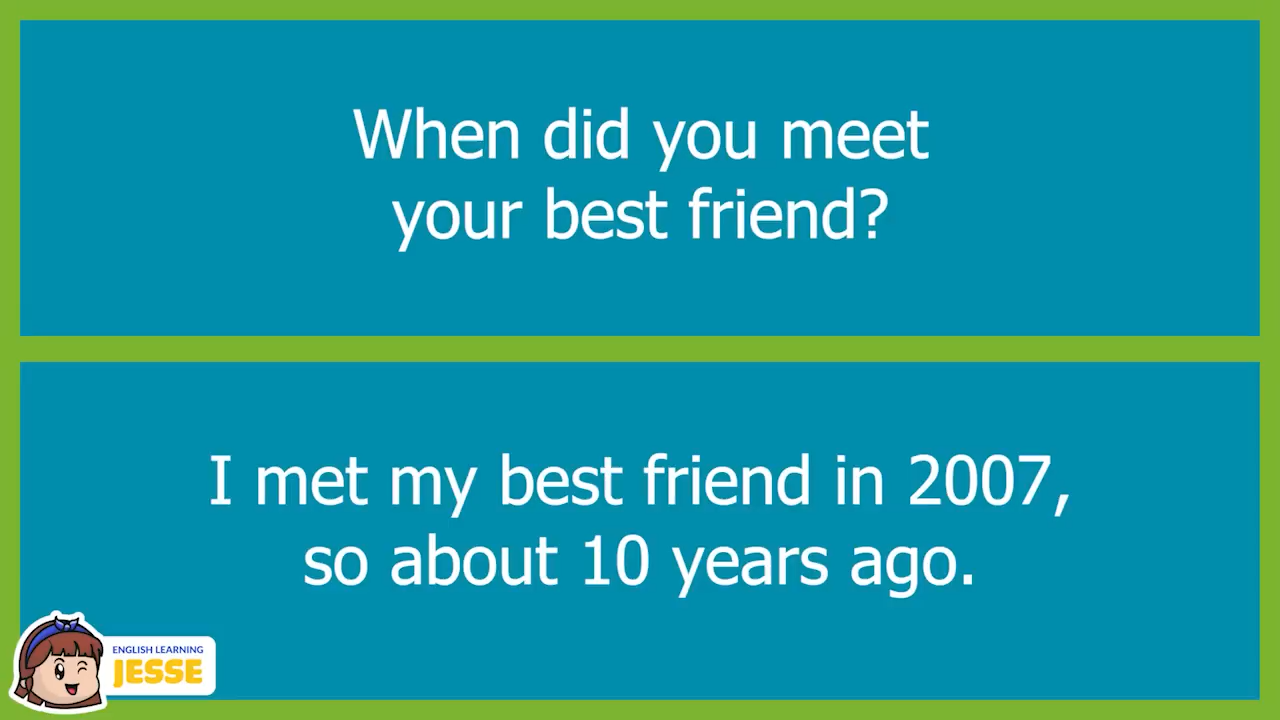 When did you meet
your best friend?
I met my best friend in 2007,
so about 10 years ago.
ENGLISH LEARNING
JESSE